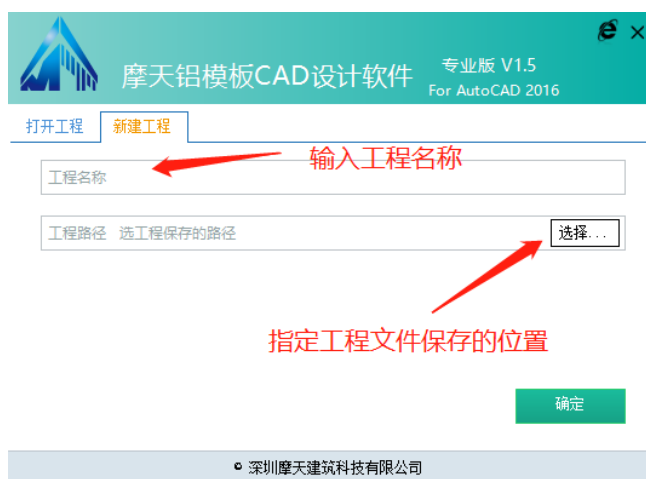 摩天铝模板CAD设计软件
专业版 V1.5
For AutoCAD 2016
打开工程 新建工程
输入工程名称
工程名称
工程路径 选工程保存的路径 选择...
指定工程文件保存的位置
确定
© 深圳摩天建筑科技有限公司